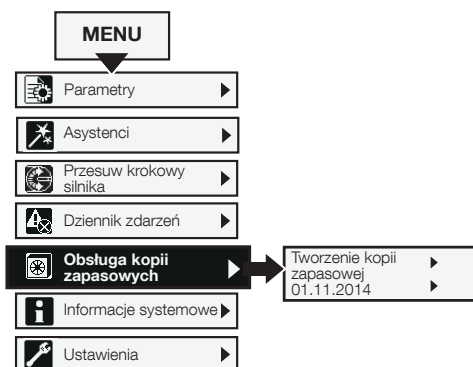 MENU
Parametry
Asystenci
Przesuw krokowy
silnika
Dziennik zdarzeń
Obsługa kopii
zapasowych
Tworzenie kopii
zapasowej
01.11.2014
Informacje systemowe
Ustawienia